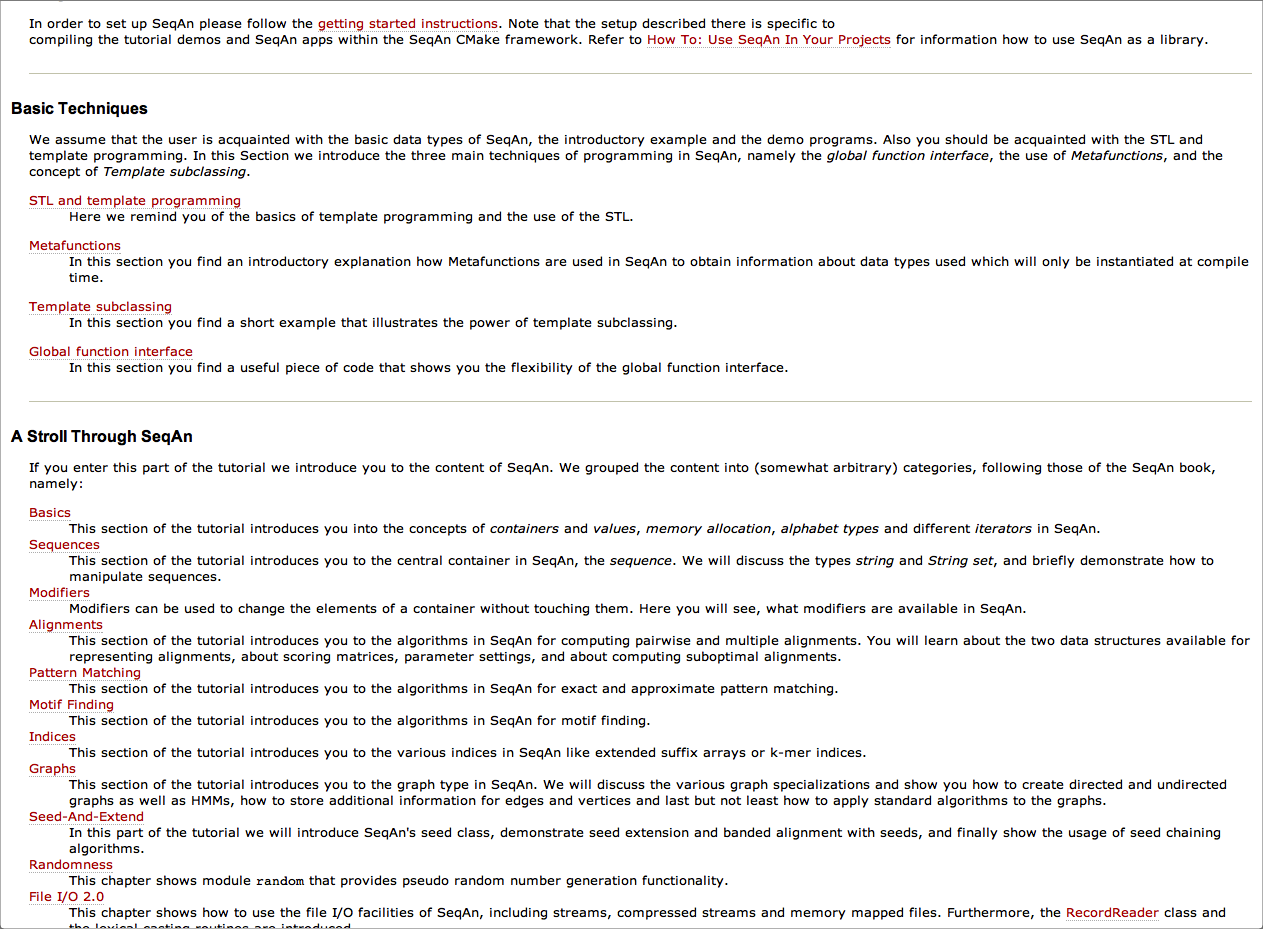 In order to set up SeqAn please follow the getting started instructions. Note that the setup described there is specific to
compiling the tutorial demos and SeqAn apps within the SeqAn CMake framework. Refer to How To: Use SeqAn In Your Projects for information how to use SeqAn as a library.
Basic Techniques
We assume that the user is acquainted with the basic data types of SeqAn, the introductory example and the demo programs. Also you should be acquainted with the STL and
template programming. In this Section we introduce the three main techniques of programming in SeqAn, namely the global function interface, the use of Metafunctions, and the
concept of Template subclassing.
STL and template programming
Here we remind you of the basics of template programming and the use of the STL.
Metafunctions
In this section you find an introductory explanation how Metafunctions are used in SeqAn to obtain information about data types used which will only be instantiated at compile
time.
Template subclassing
In this section you find a short example that illustrates the power of template subclassing.
Global function interface
In this section you find a useful piece of code that shows you the flexibility of the global function interface.
A Stroll Through SeqAn
If you enter this part of the tutorial we introduce you to the content of SeqAn. We grouped the content into (somewhat arbitrary) categories, following those of the SeqAn book,
namely:
Basics
This section of the tutorial introduces you into the concepts of containers and values, memory allocation, alphabet types and different iterators in SeqAn.
Sequences
This section of the tutorial introduces you to the central container in SeqAn, the sequence. We will discuss the types string and String set, and briefly demonstrate how to
manipulate sequences.
Modifiers
Modifiers can be used to change the elements of a container without touching them. Here you will see, what modifiers are available in SeqAn.
Alignments
This section of the tutorial introduces you to the algorithms in SeqAn for computing pairwise and multiple alignments. You will learn about the two data structures available for
representing alignments, about scoring matrices, parameter settings, and about computing suboptimal alignments.
Pattern Matching
This section of the tutorial introduces you to the algorithms in SeqAn for exact and approximate pattern matching.
Motif Finding
This section of the tutorial introduces you to the algorithms in SeqAn for motif finding.
Indices
This section of the tutorial introduces you to the various indices in SeqAn like extended suffix arrays or k-mer indices.
Graphs
This section of the tutorial introduces you to the graph type in SeqAn. We will discuss the various graph specializations and show you how to create directed and undirected
graphs as well as HMMs, how to store additional information for edges and vertices and last but not least how to apply standard algorithms to the graphs.
Seed-And-Extend
In this part of the tutorial we will introduce SeqAn's seed class, demonstrate seed extension and banded alignment with seeds, and finally show the usage of seed chaining
algorithms.
Randomness
This chapter shows module random that provides pseudo random number generation functionality.
File I/O 2.0
This chapter shows how to use the file I/O facilities of SeqAn, including streams, compressed streams and memory mapped files. Furthermore, the RecordReader class and
the lexical casting routines are introduced.